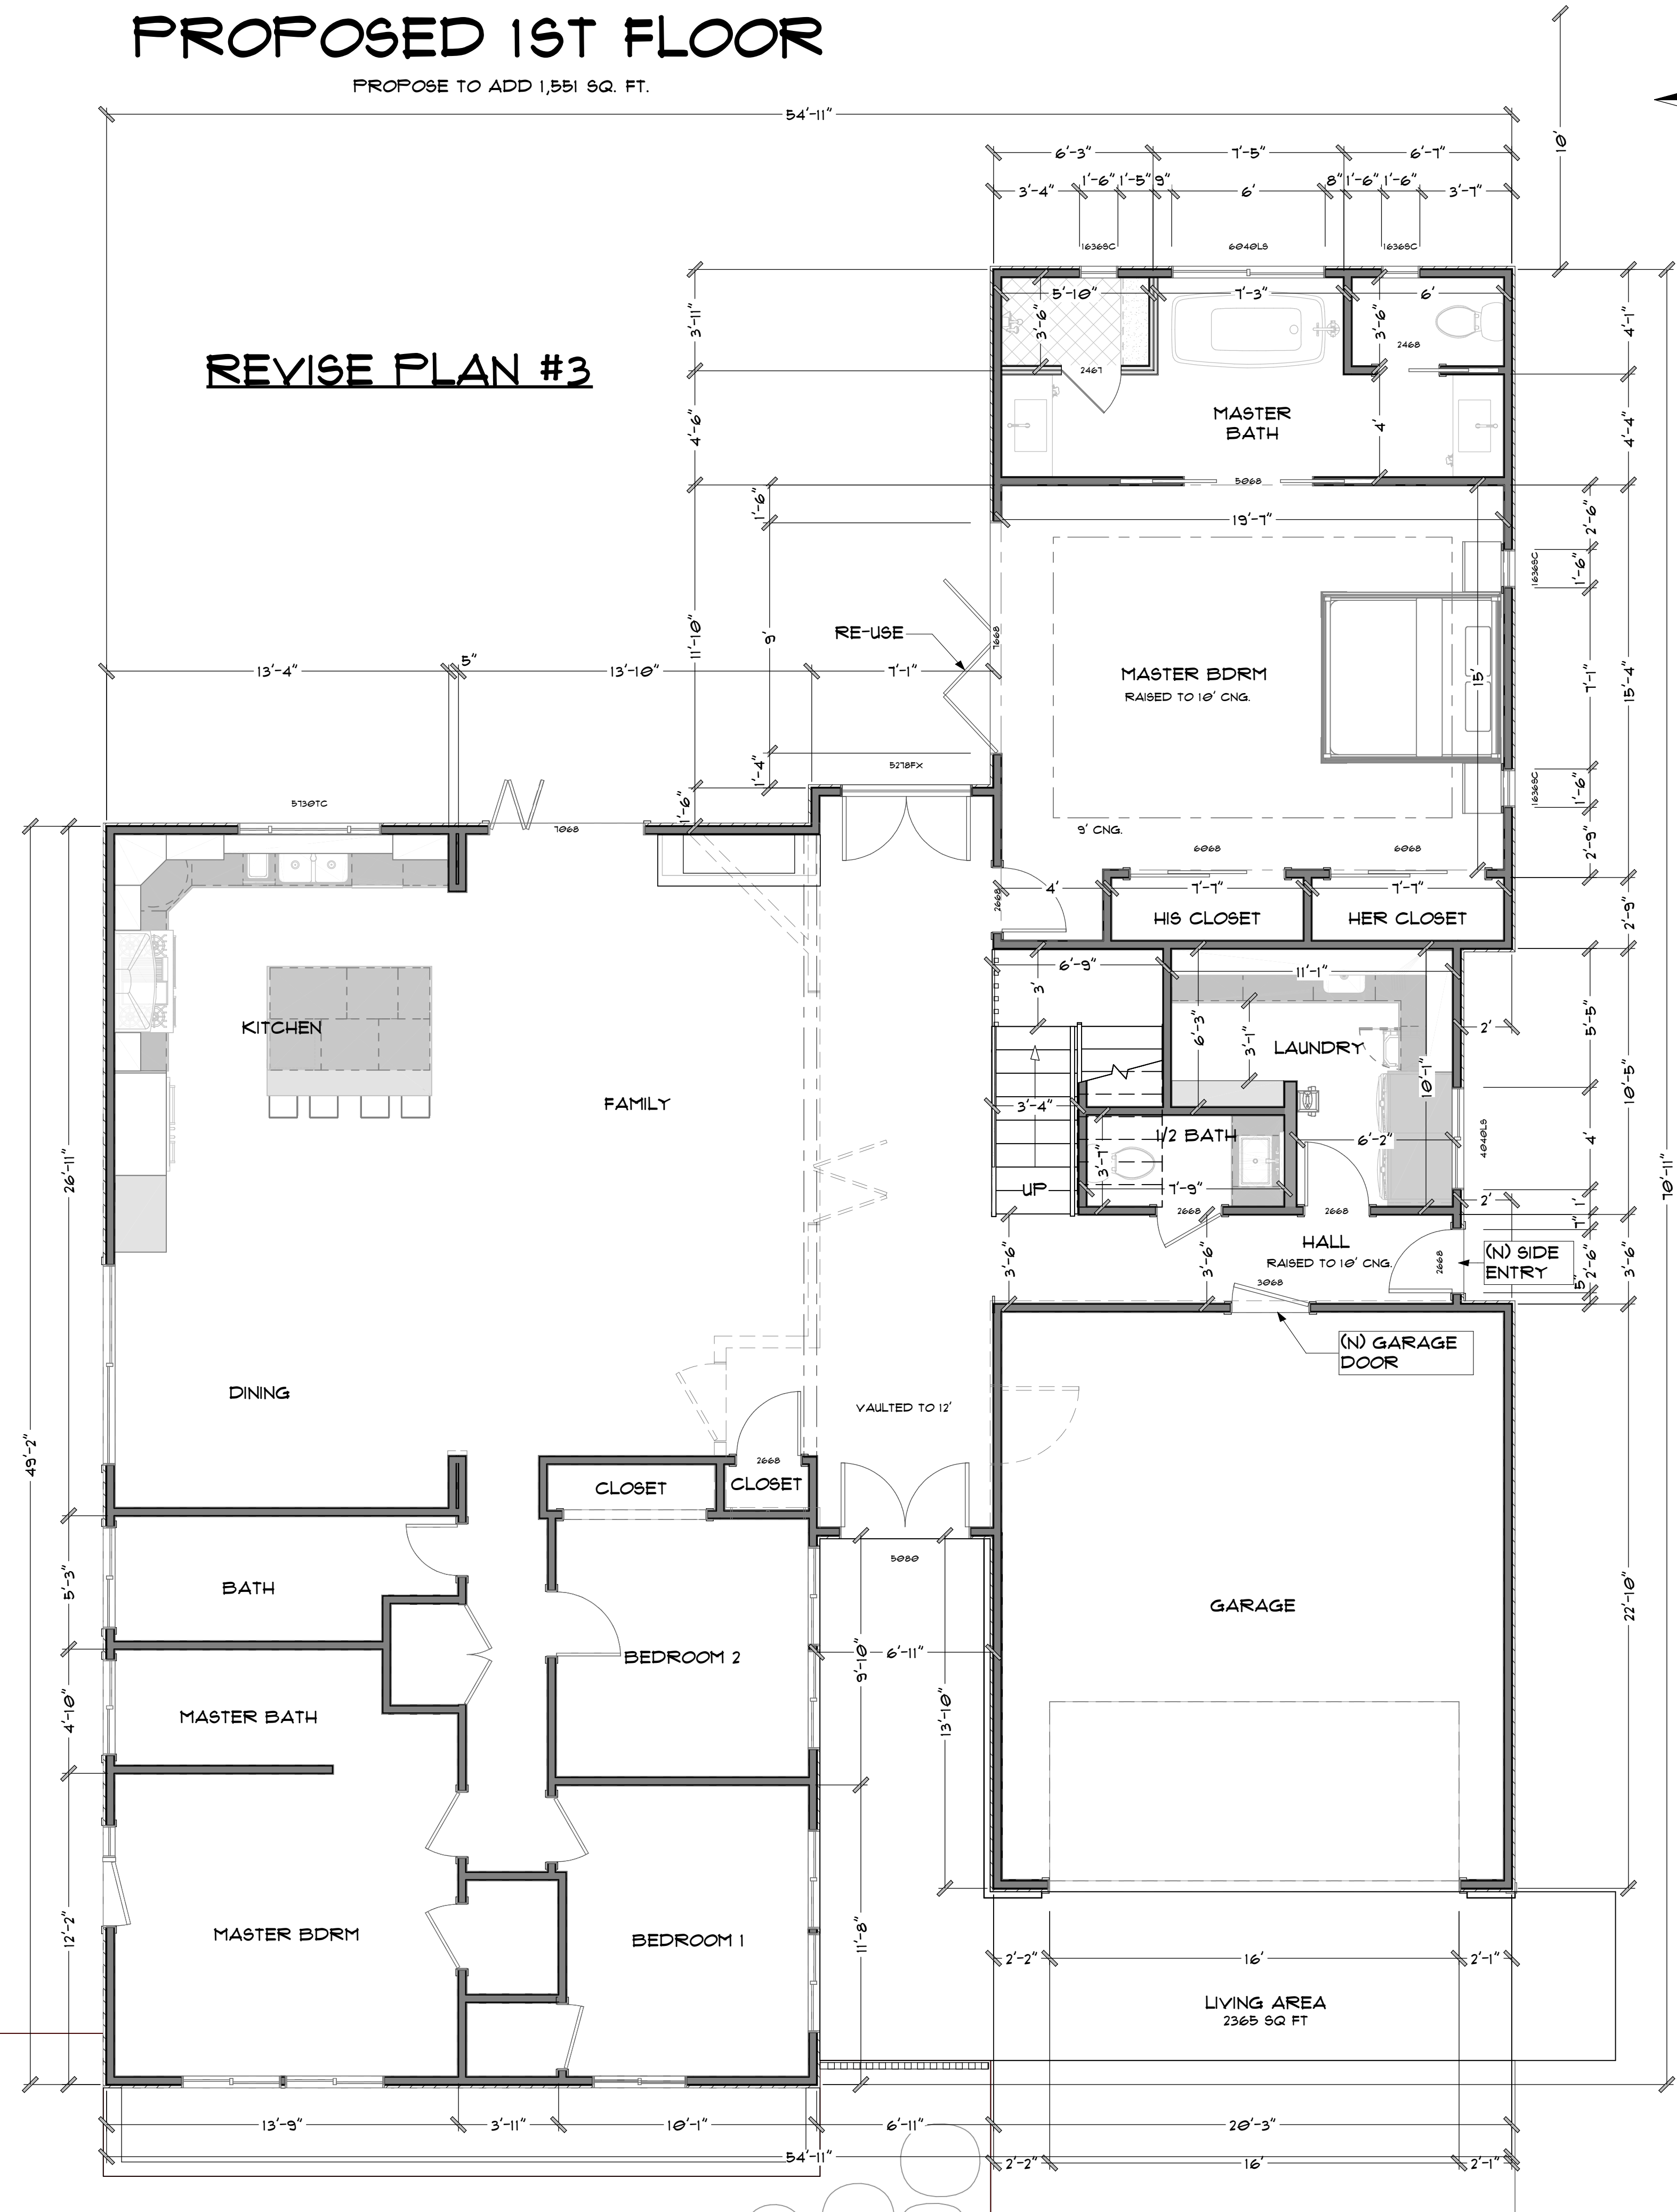 PROPOSED 1ST FLOOR
PROPOSE TO ADD 1,551 SQ. FT.
54'-11"
10'
6'-3" 7'-5" 6'-7"
3'-4" 1'-6" 1'-5" 9" 6' 8" 1'-6" 1'-6" 3'-7"
1636SC 6040LS 1636SC
REVISE PLAN #3
3'-11"
4'-6"
11'-10"
1'-6"
1'-6"
9'
1'-4"
5'-10" 7'-3" 6'
3'-6"
3'-6"
2467
2468
MASTER
BATH
4'
5068
4'-1"
4'-4"
15'-4"
2'-9"
10'-5"
3'-6"
22'-10"
70'-11"
2'-6"
1'-6"
7'-1"
1'-6"
2'-9"
19'-7"
15'
1636SC
1636SC
RE-USE
7668
MASTER BDRM
RAISED TO 10' CNG.
9' CNG.
13'-4" 5" 13'-10" 7'-1"
5278FX
5730TC
7068
6068 6068
2668
4' 7'-7" 7'-7"
HIS CLOSET HER CLOSET
6'-9" 11'-1"
3'
6'-3"
3'-1"
LAUNDRY
10'-1"
2'
5'-5"
4'
4040LS
2'
1'
7"
2'-6"
5"
KITCHEN
FAMILY
3'-4"
1/2 BATH
6'-2"
3'-7"
7'-9"
UP
2668 2668
3'-6"
3'-6"
HALL
RAISED TO 10' CNG.
2668
(N) SIDE
ENTRY
3068
(N) GARAGE
DOOR
DINING
VAULTED TO 12'
49'-2"
26'-11"
5'-3"
4'-10"
12'-2"
CLOSET
2668
CLOSET
5080
BATH
BEDROOM 2
6'-11"
9'-10"
13'-10"
GARAGE
MASTER BATH
MASTER BDRM
BEDROOM 1
11'-8"
2'-2" 16' 2'-1"
LIVING AREA
2365 SQ FT
13'-9" 3'-11" 10'-1" 6'-11" 20'-3"
54'-11"
2'-2" 16' 2'-1"